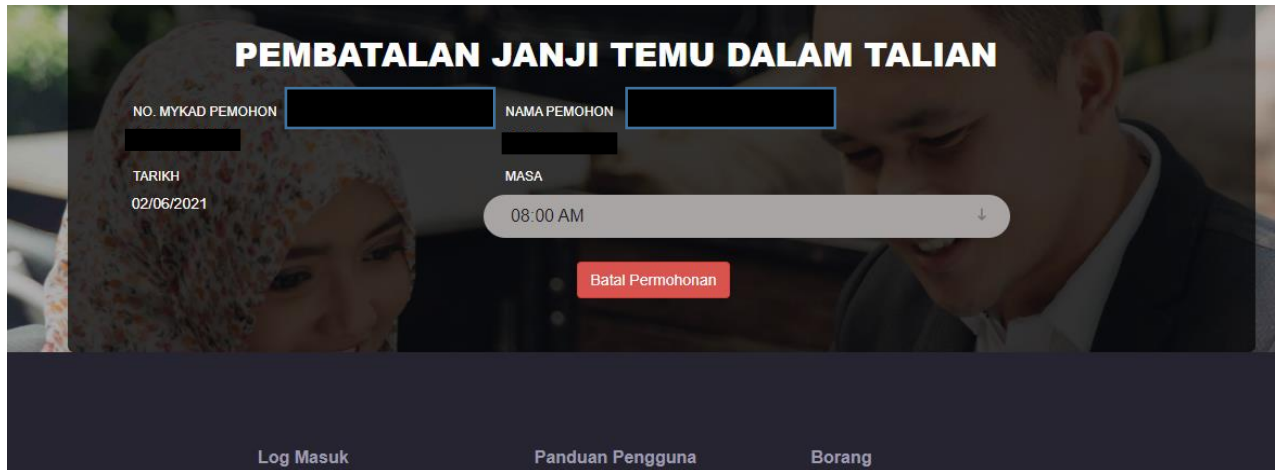 PEMBATALAN JANJI TEMU DALAM TALIAN
NO. MYKAD PEMOHON
NAMA PEMOHON
TARIKH
MASA
02/06/2021
08:00 AM
Batal Permohonan
Log Masuk
Panduan Pengguna
Borang